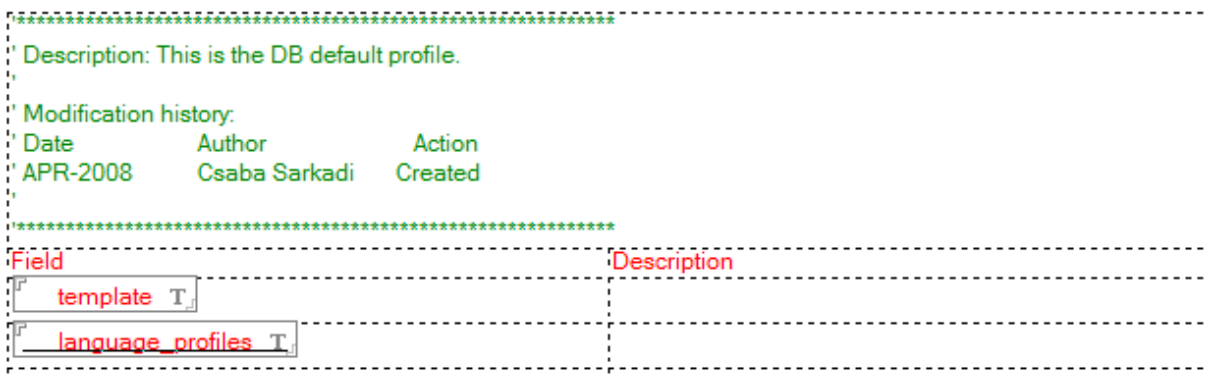 '*************************************************************
' Description: This is the DB default profile.
'
' Modification history:
' Date Author Action
' APR-2008 Csaba Sarkadi Created
'
'*************************************************************
Field Description
template T
language_profiles T